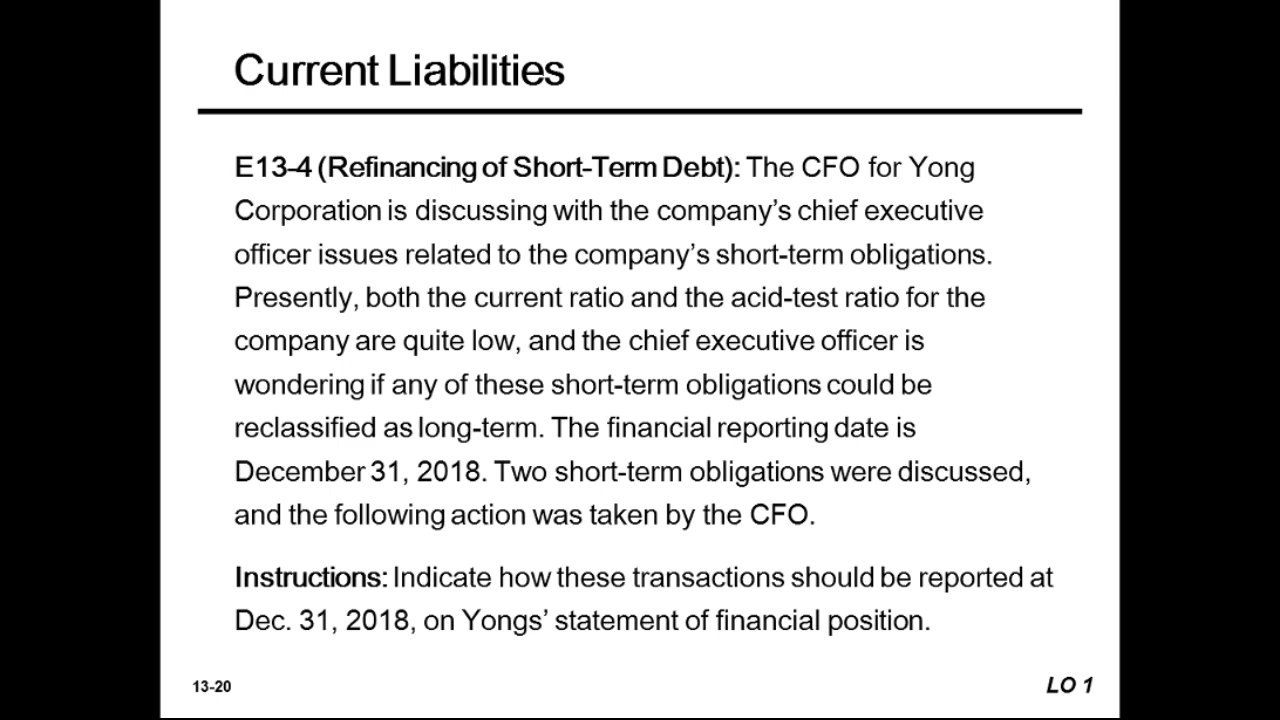 Current Liabilities
E13-4 (Refinancing of Short-Term Debt): The CFO for Yong
Corporation is discussing with the company’s chief executive
officer issues related to the company’s short-term obligations.
Presently, both the current ratio and the acid-test ratio for the
company are quite low, and the chief executive officer is
wondering if any of these short-term obligations could be
reclassified as long-term. The financial reporting date is
December 31, 2018. Two short-term obligations were discussed,
and the following action was taken by the CFO.
Instructions: Indicate how these transactions should be reported at
Dec. 31, 2018, on Yongs’ statement of financial position.
13-20
LO 1